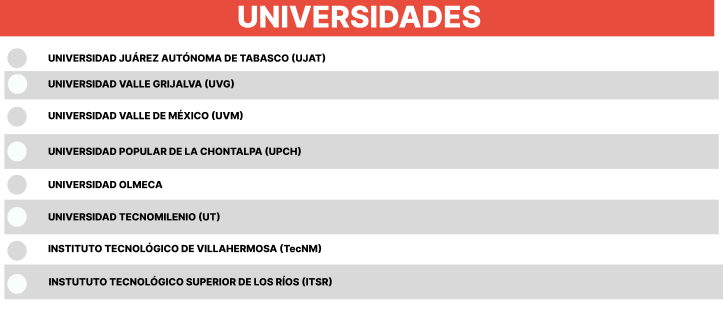 UNIVERSIDADES
UNIVERSIDAD JUÁREZ AUTÓNOMA DE TABASCO (UJAT)
UNIVERSIDAD VALLE GRIJALVA (UVG)
UNIVERSIDAD VALLE DE MÉXICO (UVM)
UNIVERSIDAD POPULAR DE LA CHONTALPA (UPCH)
UNIVERSIDAD OLMECA
UNIVERSIDAD TECNOMILENIO (UT)
INSTITUTO TECNOLÓGICO DE VILLAHERMOSA (TecNM)
INSTUTUTO TECNOLÓGICO SUPERIOR DE LOS RÍOS (ITSR)